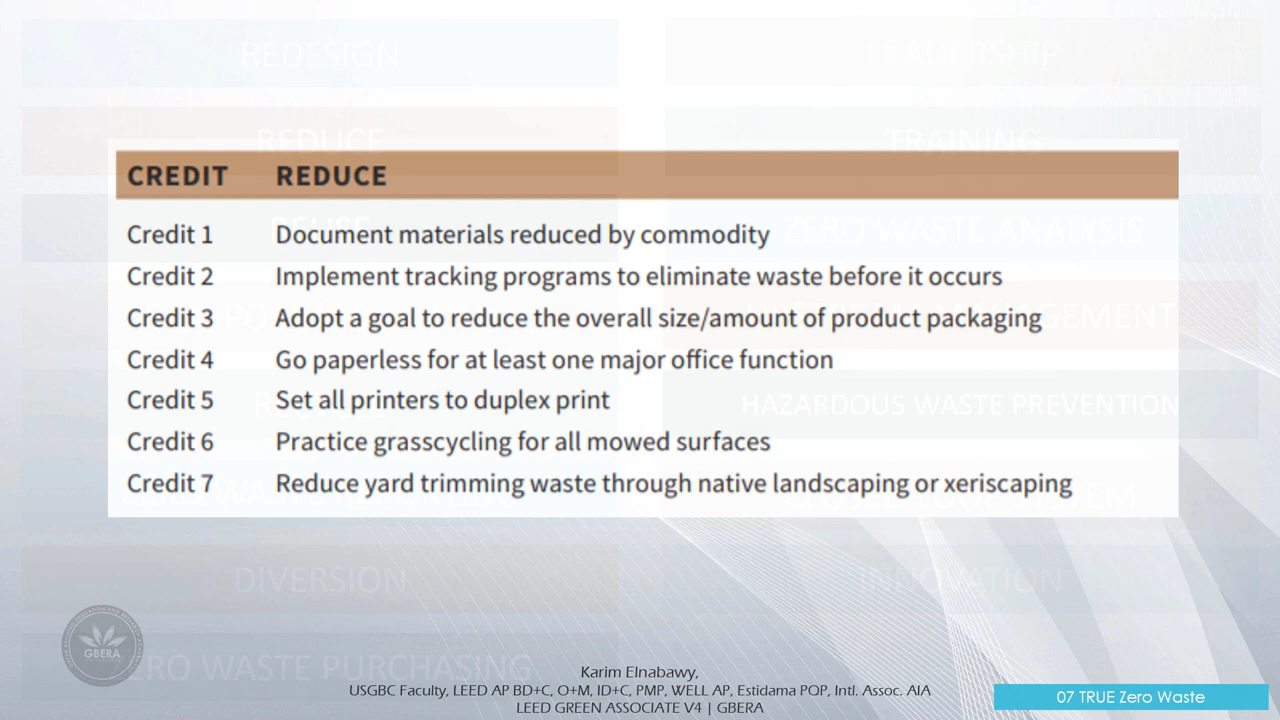 REDESIGN
LEADERSHIP
REDUCE
TRAINING
CREDIT REDUCE
Credit 1 Document materials reduced by commodity
ZERO WASTE ANALYSIS
Credit 2 Implement tracking programs to eliminate waste before it occurs
Credit 3 Adopt a goal to reduce the overall size/amount of product packaging
Credit 4 Go paperless for at least one major office function
Credit 5 Set all printers to duplex print
HAZARDOUS WASTE PREVENTION
Credit 6 Practice grasscycling for all mowed surfaces
Credit 7 Reduce yard trimming waste through native landscaping or xeriscaping
DIVERSION
INNOVATION
GBERA
WASTE PURCHASING
Karim Elnabawy,
USGBC Faculty, LEED AP BD+C, O+M, ID+C, PMP, WELL AP, Estidama POP, Intl. Assoc. AIA
LEED GREEN ASSOCIATE V4 | GBERA
07 TRUE Zero Waste